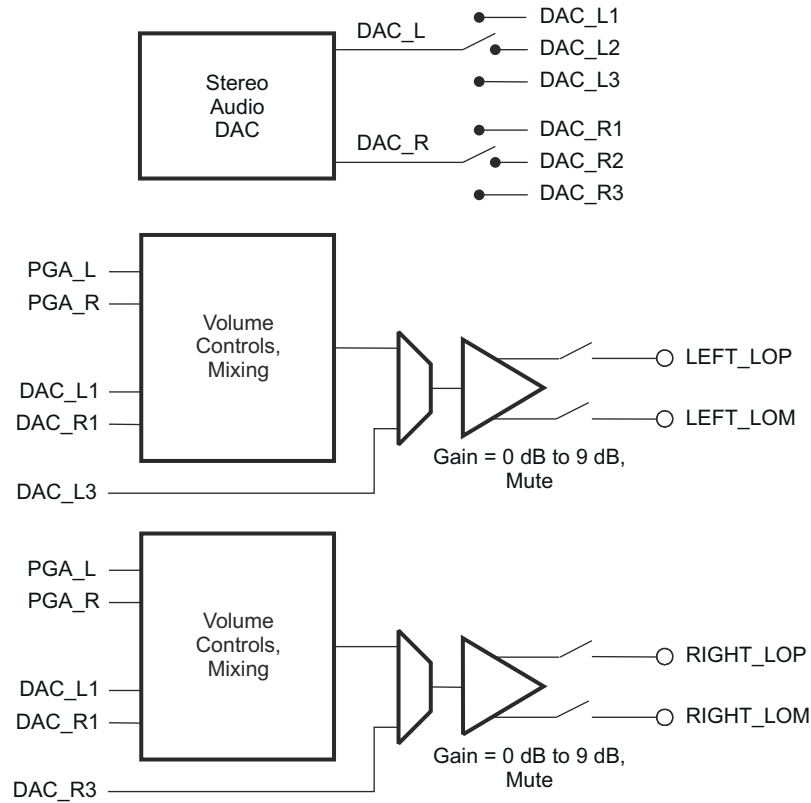 DAC_L
DAC_L1
DAC_L2
DAC_L3
Stereo
Audio
DAC
DAC_R
DAC_R1
DAC_R2
DAC_R3
PGA_L
PGA_R
DAC_L1
DAC_R1
DAC_L3
Volume
Controls,
Mixing
LEFT_LOP
LEFT_LOM
Gain = 0 dB to 9 dB,
Mute
PGA_L
PGA_R
DAC_L1
DAC_R1
DAC_R3
Volume
Controls,
Mixing
RIGHT_LOP
RIGHT_LOM
Gain = 0 dB to 9 dB,
Mute